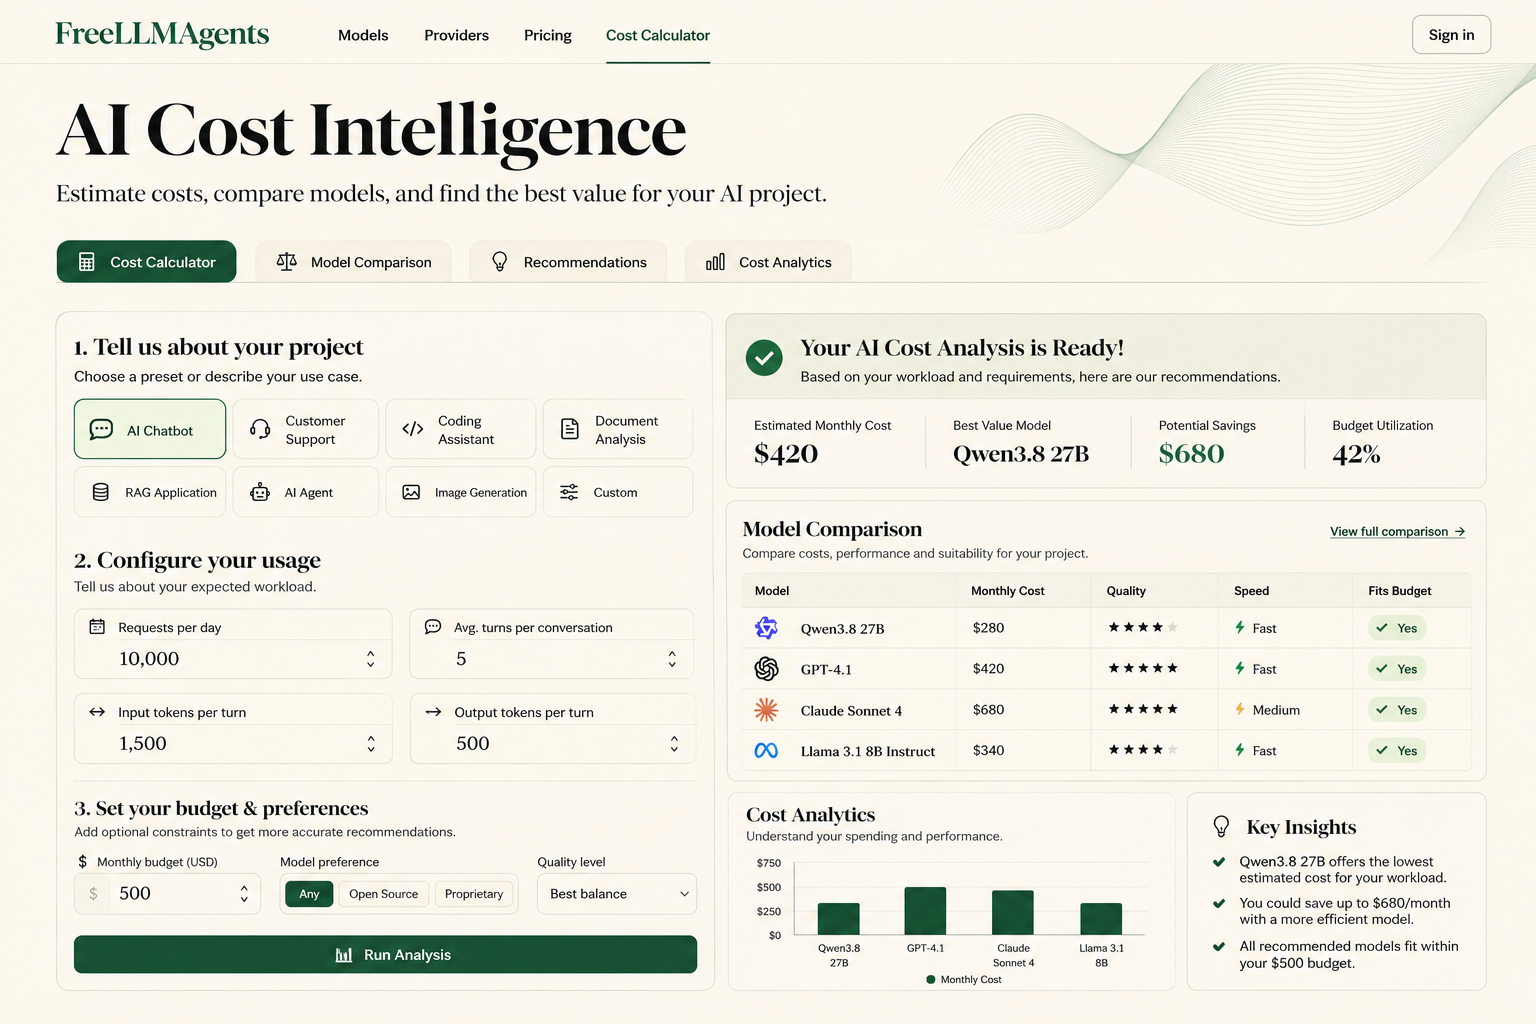 FreeLLMAgents
Models
Providers
Pricing
Cost Calculator
Sign in
AI Cost Intelligence
Estimate costs, compare models, and find the best value for your AI project.
Cost Calculator
Model Comparison
Recommendations
Cost Analytics
1. Tell us about your project
Choose a preset or describe your use case.
AI Chatbot
Customer
Support
Coding
Assistant
Document
Analysis
RAG Application
AI Agent
Image Generation
Custom
2. Configure your usage
Tell us about your expected workload.
Requests per day
10,000
Avg. turns per conversation
5
Input tokens per turn
1,500
Output tokens per turn
500
3. Set your budget & preferences
Add optional constraints to get more accurate recommendations.
$ Monthly budget (USD)
$ 500
Model preference
Any
Open Source
Proprietary
Quality level
Best balance
Run Analysis
Your AI Cost Analysis is Ready!
Based on your workload and requirements, here are our recommendations.
Estimated Monthly Cost
$420
Best Value Model
Qwen3.8 27B
Potential Savings
$680
Budget Utilization
42%
Model Comparison
View full comparison →
Compare costs, performance and suitability for your project.
Model Monthly Cost Quality Speed Fits Budget
Qwen3.8 27B $280 ★★★★★ Fast Yes
GPT-4.1 $420 ★★★★★ Fast Yes
Claude Sonnet 4 $680 ★★★★★ Medium Yes
Llama 3.1 8B Instruct $340 ★★★★★ Fast Yes
Cost Analytics
Understand your spending and performance.
$750
$500
$250
$0
Qwen3.8
27B
GPT-4.1
Claude
Sonnet 4
Llama 3.1
8B
Monthly Cost
Key Insights
Qwen3.8 27B offers the lowest
estimated cost for your workload.
You could save up to $680/month
with a more efficient model.
All recommended models fit within
your $500 budget.